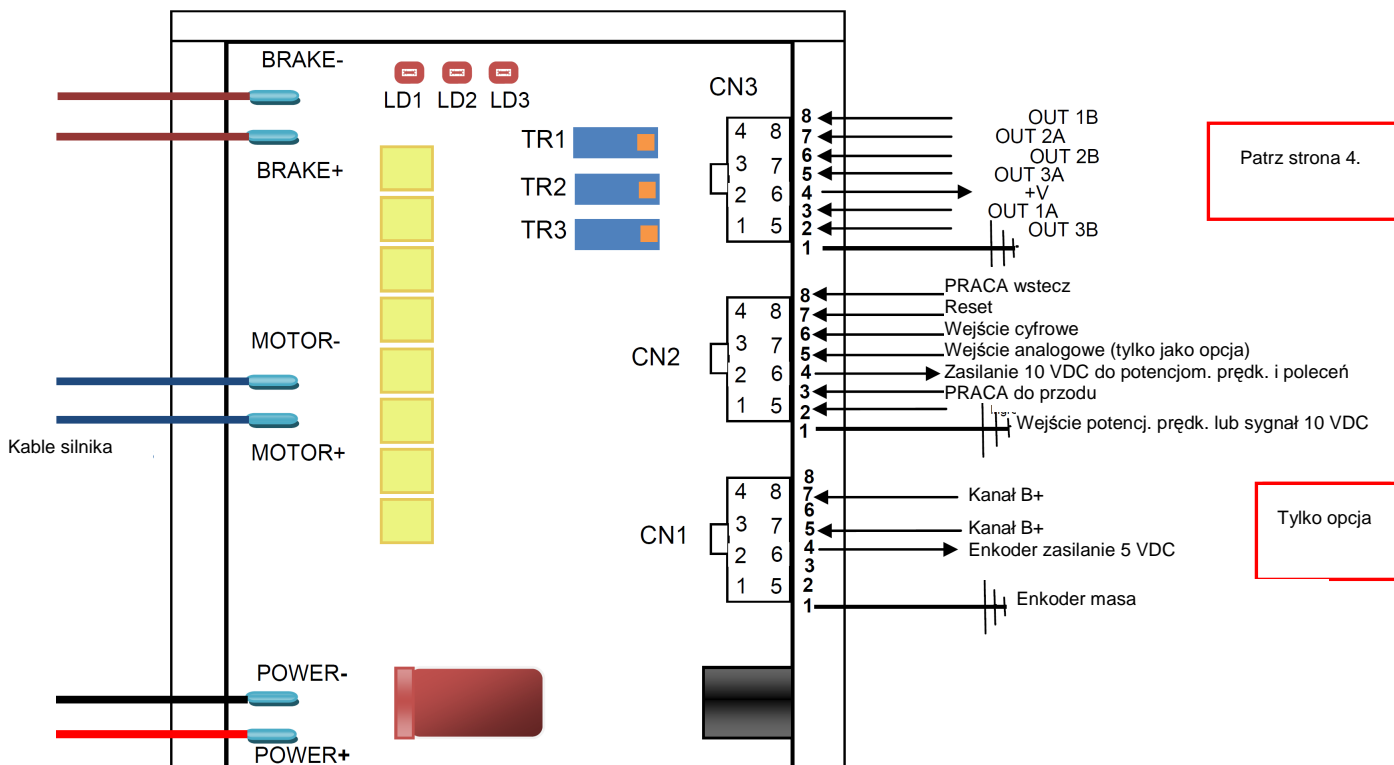 BRAKE-
BRAKE+
MOTOR-
MOTOR+
Kable silnika
POWER-
POWER+
LD1 LD2 LD3
TR1
TR2
TR3
CN3
4 8
3 7
2 6
1 5
8 OUT 1B
7 OUT 2A
6 OUT 2B
5 OUT 3A
4 +V
3 OUT 1A
2 OUT 3B
1
Patrz strona 4.
CN2
4 8
3 7
2 6
1 5
8 PRACA wstecz
7 Reset
6 Wejście cyfrowe
5 Wejście analogowe (tylko jako opcja)
4 Zasilanie 10 VDC do potencjom. prędk. i poleceń
3 PRACA do przodu
2
1 Wejście potencj. prędk. lub sygnał 10 VDC
CN1
4 8
3 7
2 6
1 5
8
7 Kanał B+
6
5 Kanał B+
4 Enkoder zasilanie 5 VDC
3
2
1 Enkoder masa
Tylko opcja